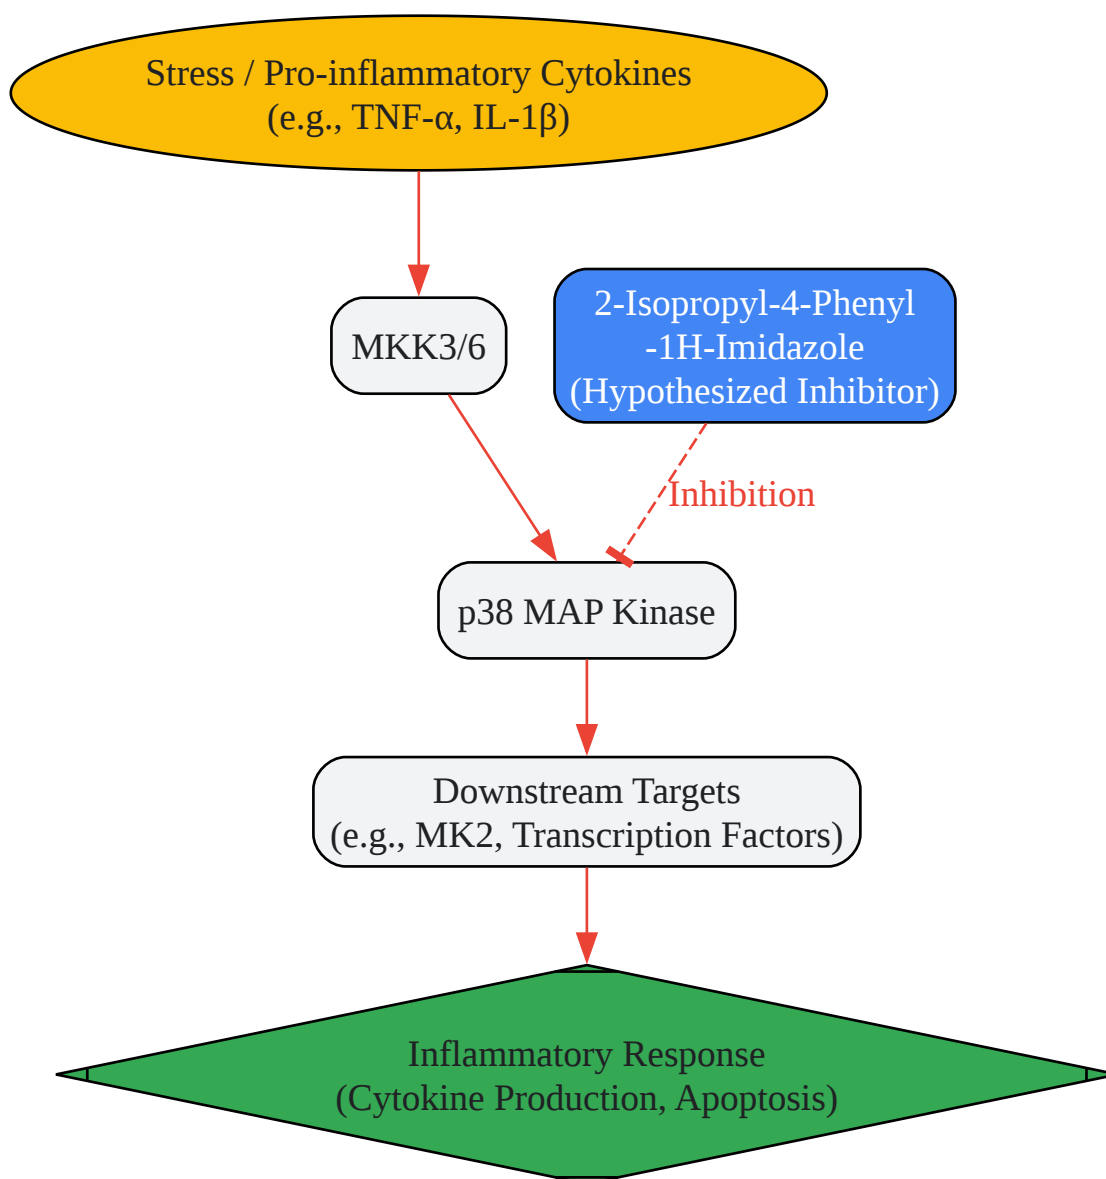 Stress / Pro-inflammatory Cytokines
(e.g., TNF-α, IL-1β)
2-Isopropyl-4-Phenyl
-1H-Imidazole
(Hypothesized Inhibitor)
MKK3/6
Inhibition
p38 MAP Kinase
Downstream Targets
(e.g., MK2, Transcription Factors)
Inflammatory Response
(Cytokine Production, Apoptosis)